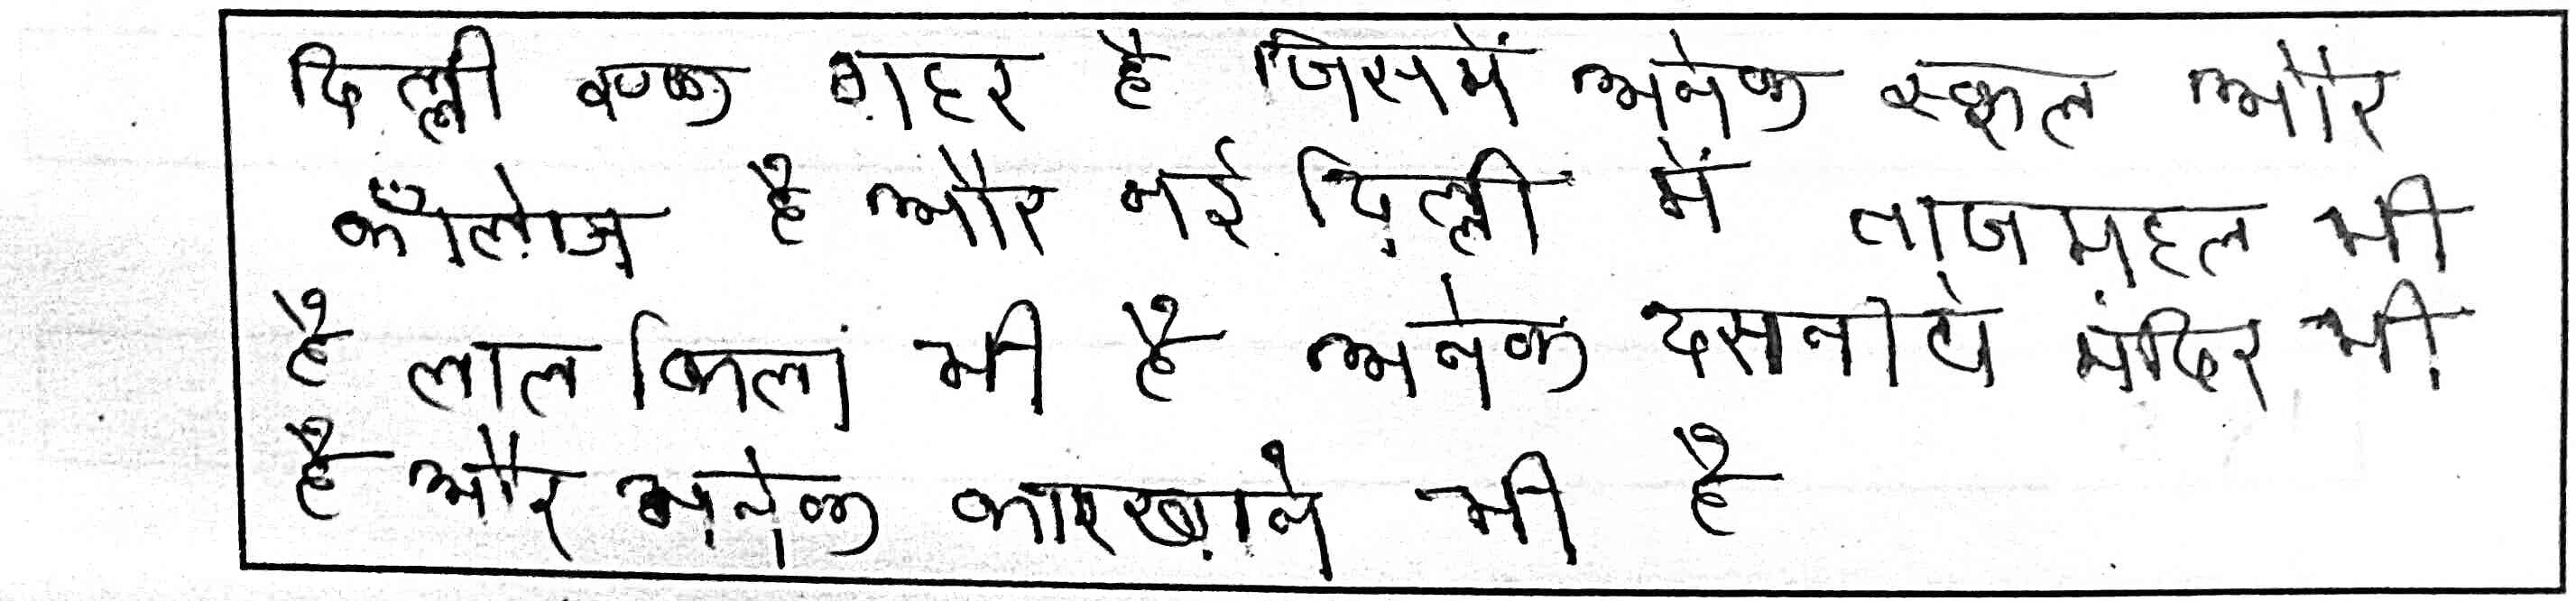 दिल्ली एक शहर है जिसमें अनेक स्कूल और
कॉलेज है और नई दिल्ली में ताजमहल भी
है लाल किला भी है अनेक दसनीये मंदिर भी
है और अनेक कारखाने भी है